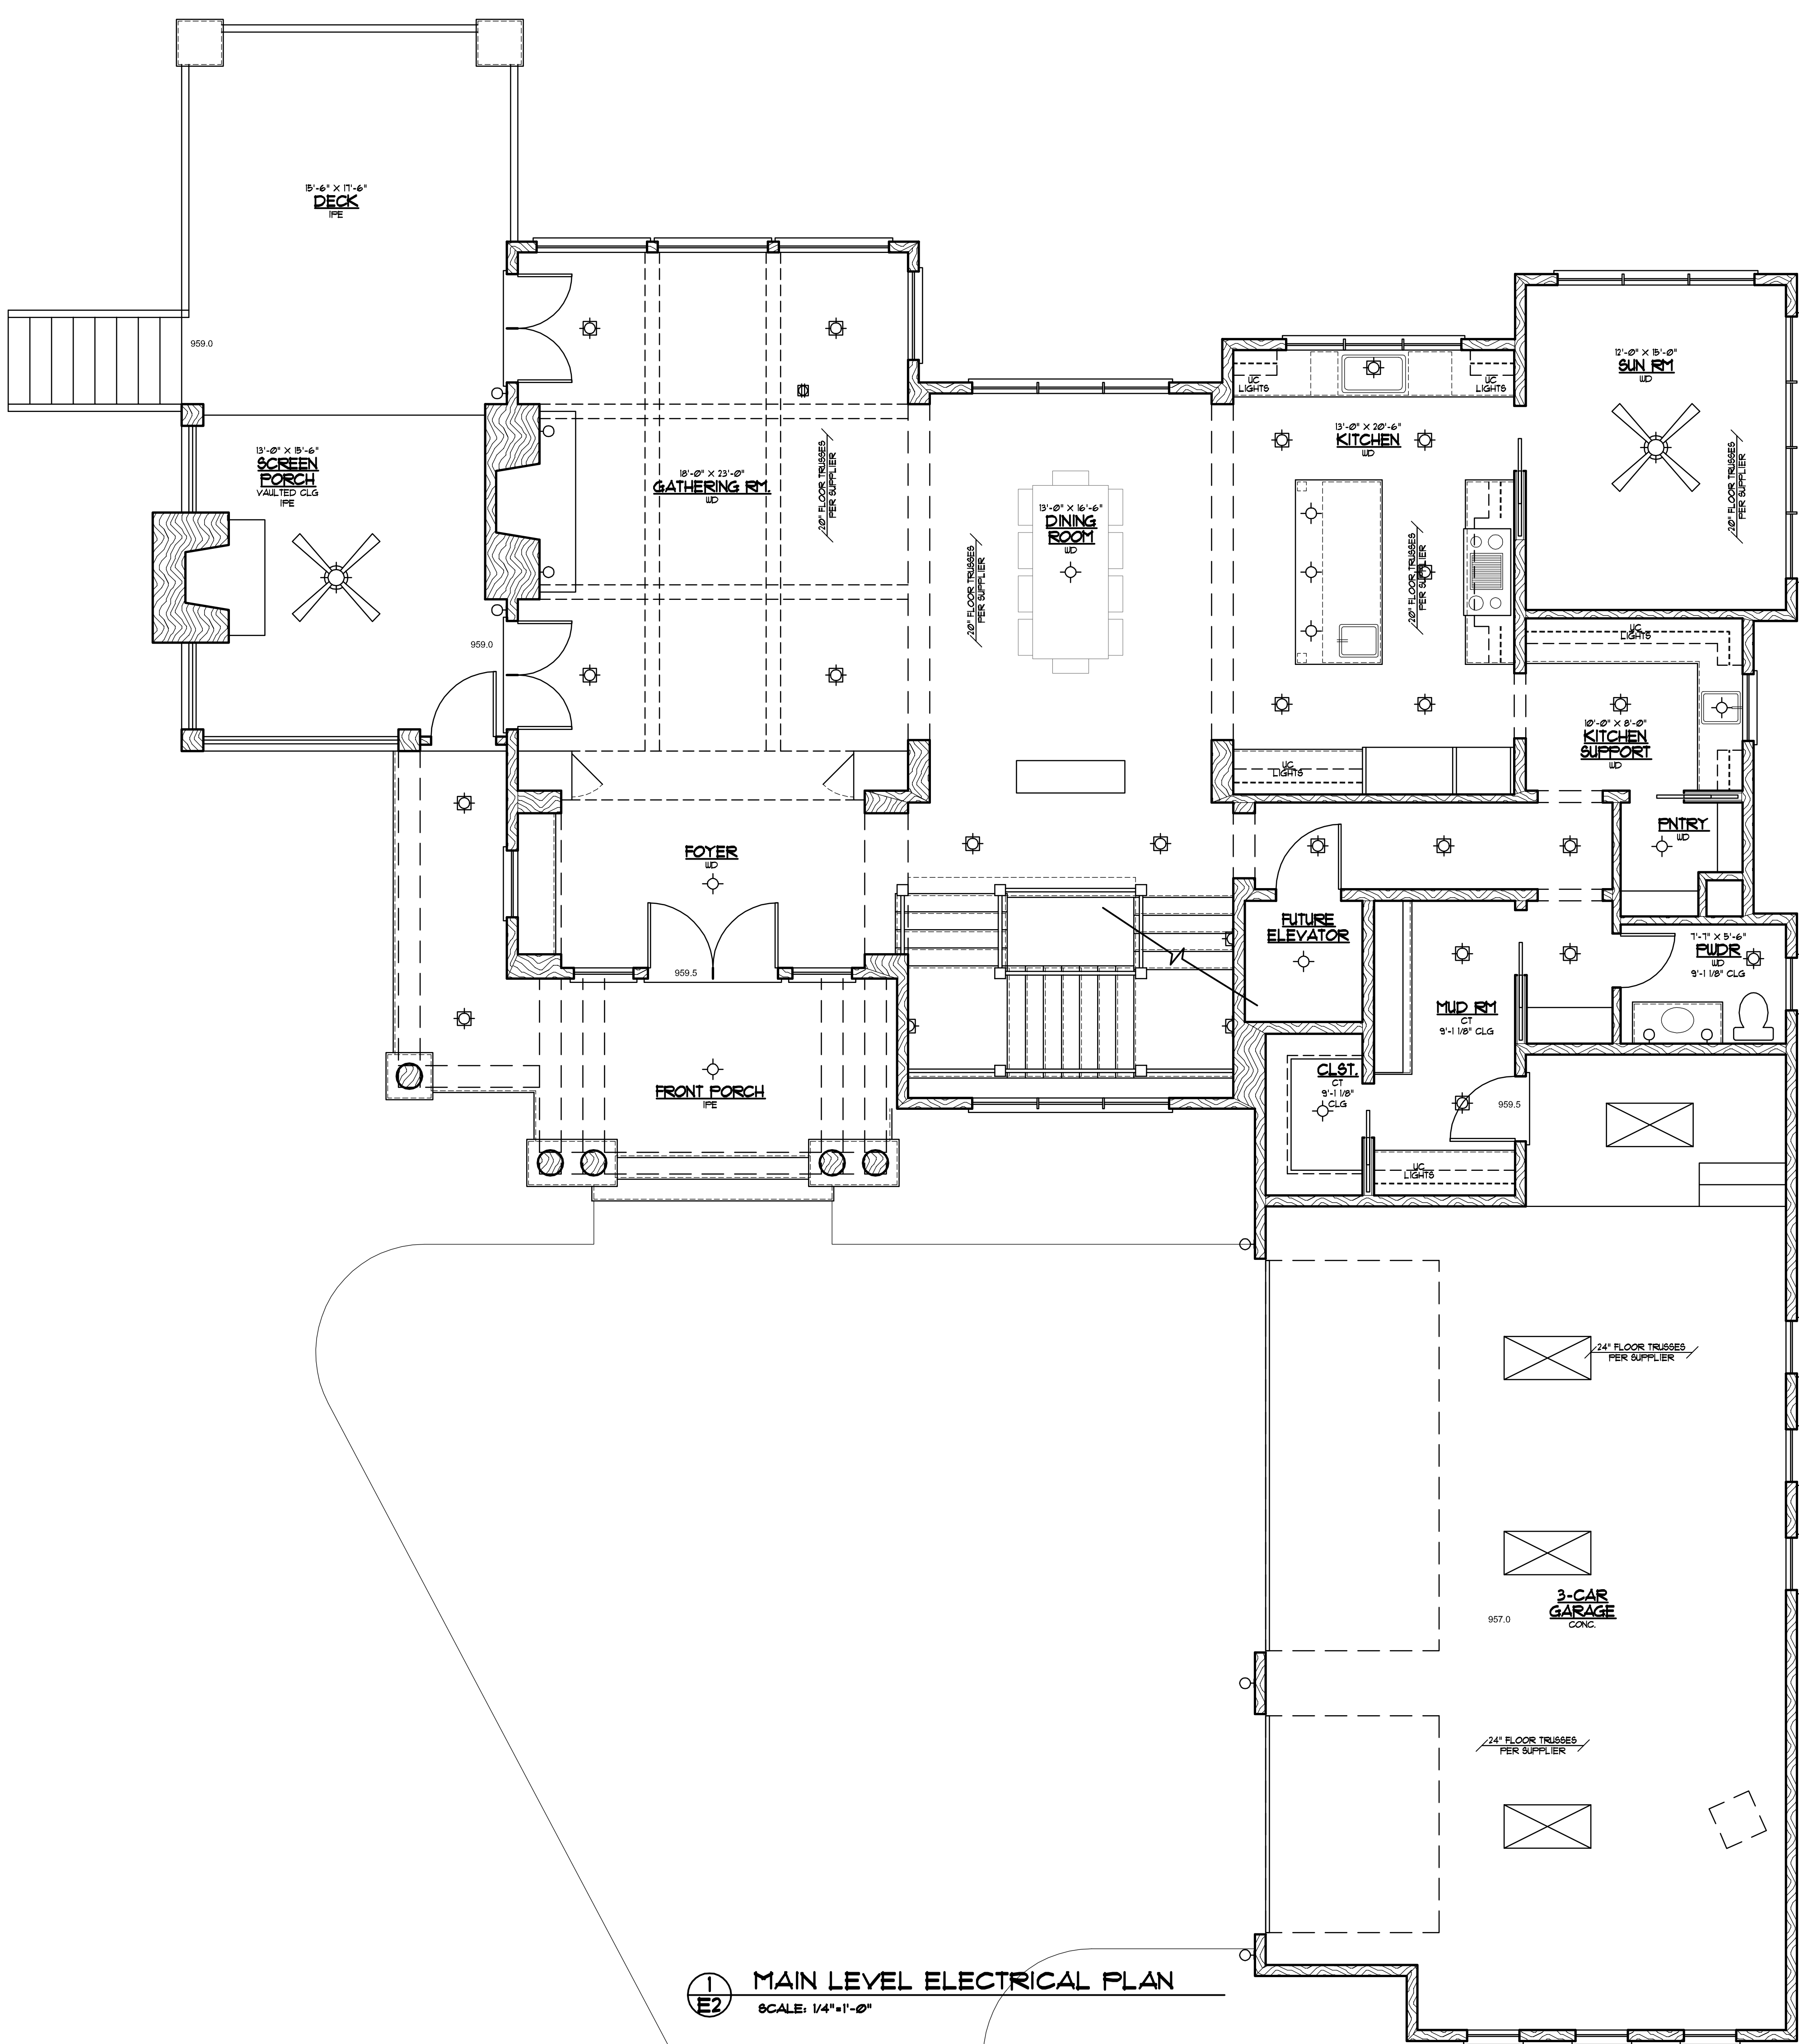 15'-6" X 17'-6"
DECK
IPE
959.0
13'-0" X 15'-6"
SCREEN
PORCH
VAULTED CLG
IPE
959.0
18'-0" X 23'-0"
GATHERING RM.
WD
20" FLOOR TRUSSES
PER SUPPLIER
13'-0" X 16'-6"
DINING
ROOM
WD
20" FLOOR TRUSSES
PER SUPPLIER
UC
LIGHTS
UC
LIGHTS
13'-0" X 20'-6"
KITCHEN
WD
20" FLOOR TRUSSES
PER SUPPLIER
UC
LIGHTS
12'-0" X 15'-0"
SUN RM
WD
20" FLOOR TRUSSES
PER SUPPLIER
UC
LIGHTS
10'-0" X 8'-0"
KITCHEN
SUPPORT
WD
PNTRY
WD
FOYER
WD
959.5
FRONT PORCH
IPE
FUTURE
ELEVATOR
7'-7" X 5'-6"
PWDR
WD
9'-1 1/8" CLG
MUD RM
CT
9'-1 1/8" CLG
CLST.
CT
9'-1 1/8"
CLG
959.5
UC
LIGHTS
24" FLOOR TRUSSES
PER SUPPLIER
3-CAR
GARAGE
CONC.
957.0
24" FLOOR TRUSSES
PER SUPPLIER
1
E2
MAIN LEVEL ELECTRICAL PLAN
SCALE: 1/4"=1'-0"